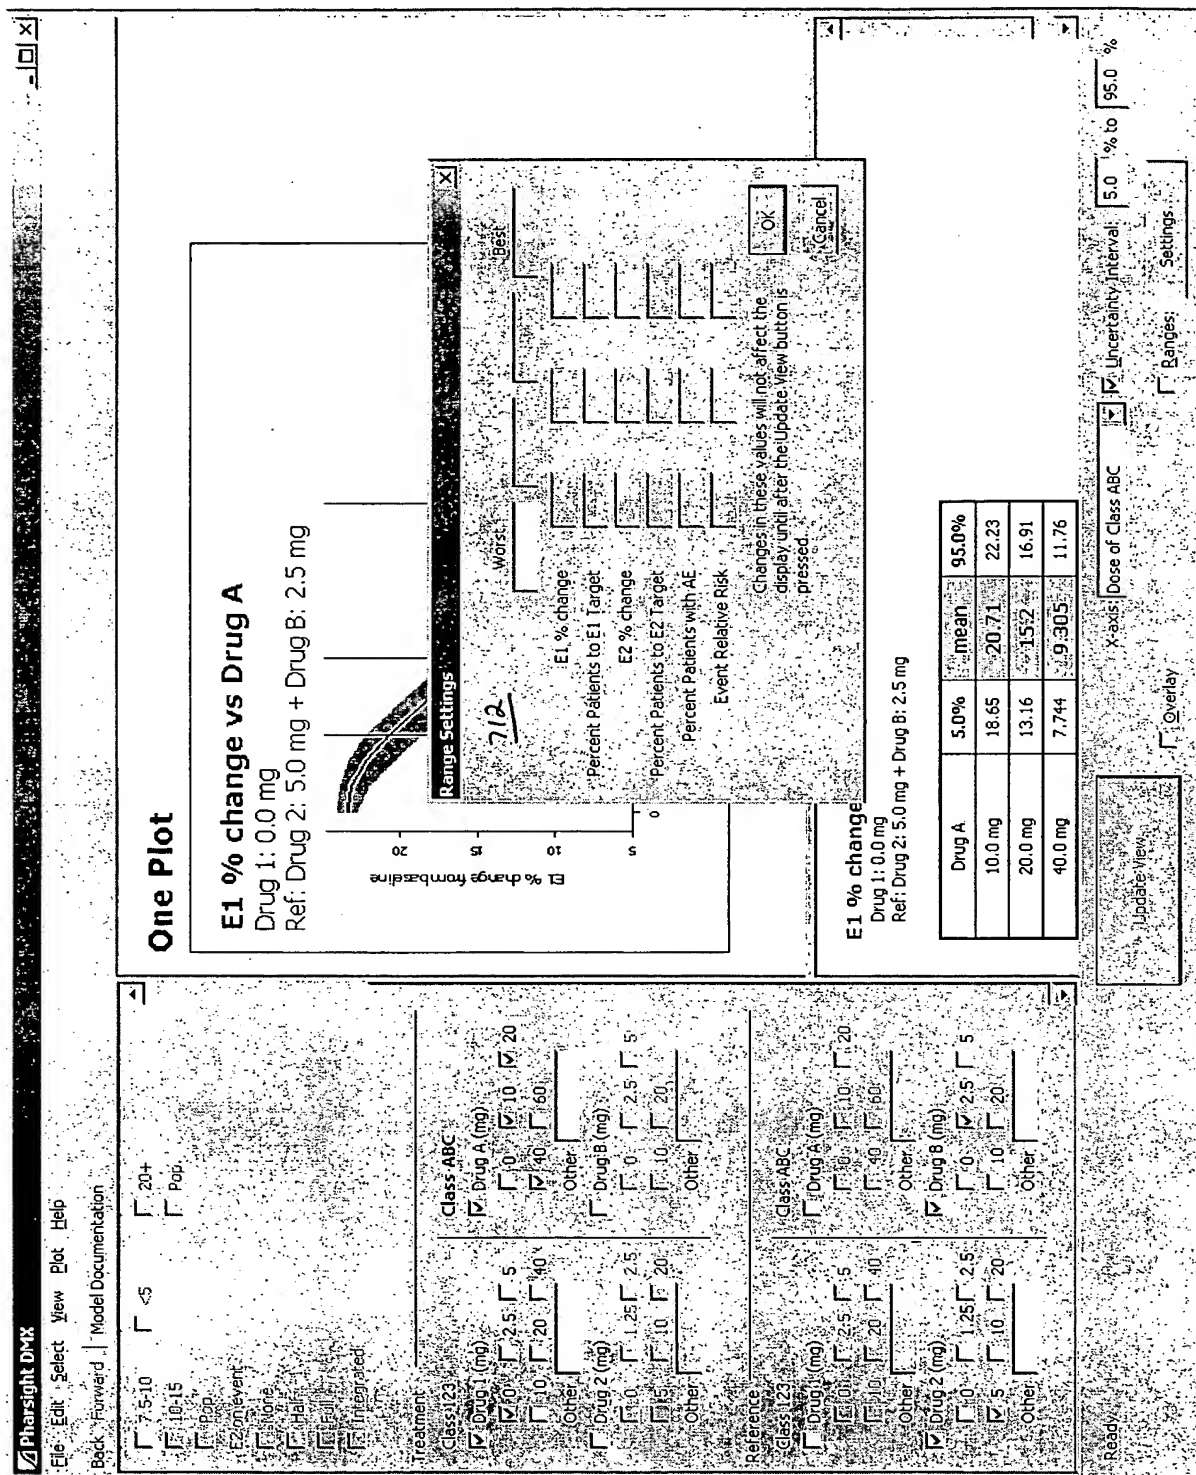 Pharsight DMX
File Edit Select View Plot Help
Back Forward Model Documentation
7.5-10 <5 20+
10-15 Pop.
Pop.
E2 on event
None
Half
Full
Integrated
Treatment
Class 123
Drug 1 (mg)
0 2.5 5
10 20 40
Other
Drug 2 (mg)
0 1.25 2.5
5 10 20
Other
Class ABC
Drug A (mg)
0 10 20
40 60
Other
Drug B (mg)
0 2.5 5
10 20
Other
Reference
Class 123
Drug 1 (mg)
0 2.5 5
10 20 40
Other
Drug 2 (mg)
0 1.25 2.5
5 10 20
Other
Class ABC
Drug A (mg)
0 10 20
40 60
Other
Drug B (mg)
0 2.5 5
10 20
Other
One Plot
E1 % change vs Drug A
Drug 1: 0.0 mg
Ref: Drug 2: 5.0 mg + Drug B: 2.5 mg
E1 % change from baseline
20
15
10
5
0
Range Settings
712
Worst Best
E1 % change
Percent Patients to E1 Target
E2 % change
Percent Patients to E2 Target
Percent Patients with AE
Event Relative Risk
Changes in these values will not affect the
display until after the Update View button is
pressed.
OK
Cancel
E1 % change
Drug 1: 0.0 mg
Ref: Drug 2: 5.0 mg + Drug B: 2.5 mg
Drug A 5.0% mean 95.0%
10.0 mg 18.65 20.71 22.23
20.0 mg 13.16 15.2 16.91
40.0 mg 7.744 9.305 11.76
Update View
Overlay
X-axis: Dose of Class ABC
Uncertainty Interval: 5.0 % to 95.0 %
Ranges: Settings
Ready